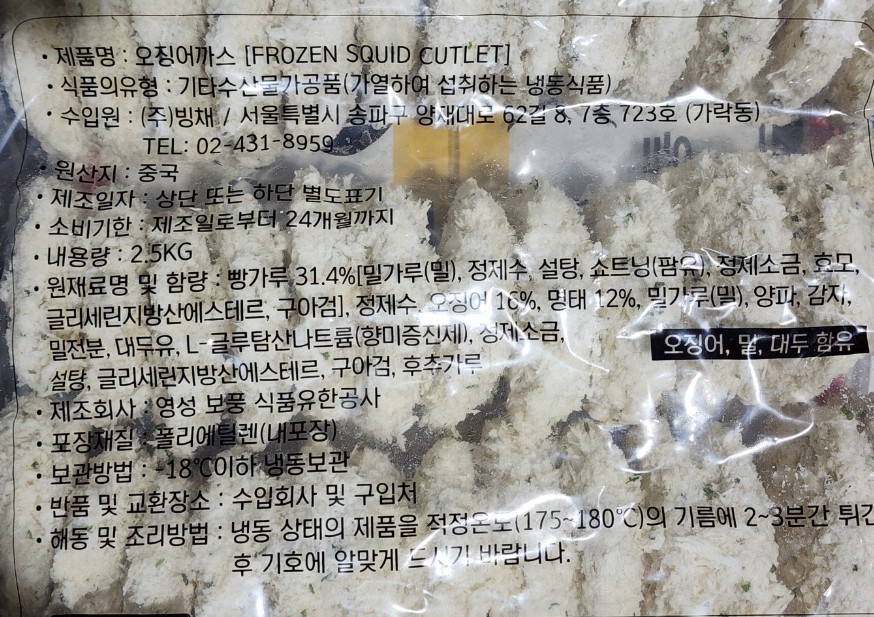 · 제품명 : 오징어까스 [FROZEN SQUID CUTLET]
· 식품의유형 : 기타수산물가공품(가열하여 섭취하는 냉동식품)
· 수입원 : (주)빙채 / 서울특별시 송파구 양재대로 62길 8, 7층 723호 (가락동)
TEL: 02-431-8959
· 원산지 : 중국
· 제조일자 : 상단 또는 하단 별도표기
· 소비기한 : 제조일로부터 24개월까지
· 내용량 : 2.5KG
· 원재료명 및 함량 : 빵가루 31.4%[밀가루(밀), 정제수, 설탕, 쇼트닝(팜유), 정제소금, 효모,
글리세린지방산에스테르, 구아검], 정제수, 오징어 16%, 명태 12%, 밀가루(밀), 양파, 감자,
밀전분, 대두유, L-글루탐산나트륨(향미증진제), 정제소금,
설탕, 글리세린지방산에스테르, 구아검, 후추가루
오징어, 밀, 대두 함유
· 제조회사 : 영성 보풍 식품유한공사
· 포장재질 : 폴리에틸렌(내포장)
· 보관방법 : -18℃이하 냉동보관
· 반품 및 교환장소 : 수입회사 및 구입처
· 해동 및 조리방법 : 냉동 상태의 제품을 적정온도(175~180℃)의 기름에 2~3분간 튀긴
후 기호에 알맞게 드시기 바랍니다.